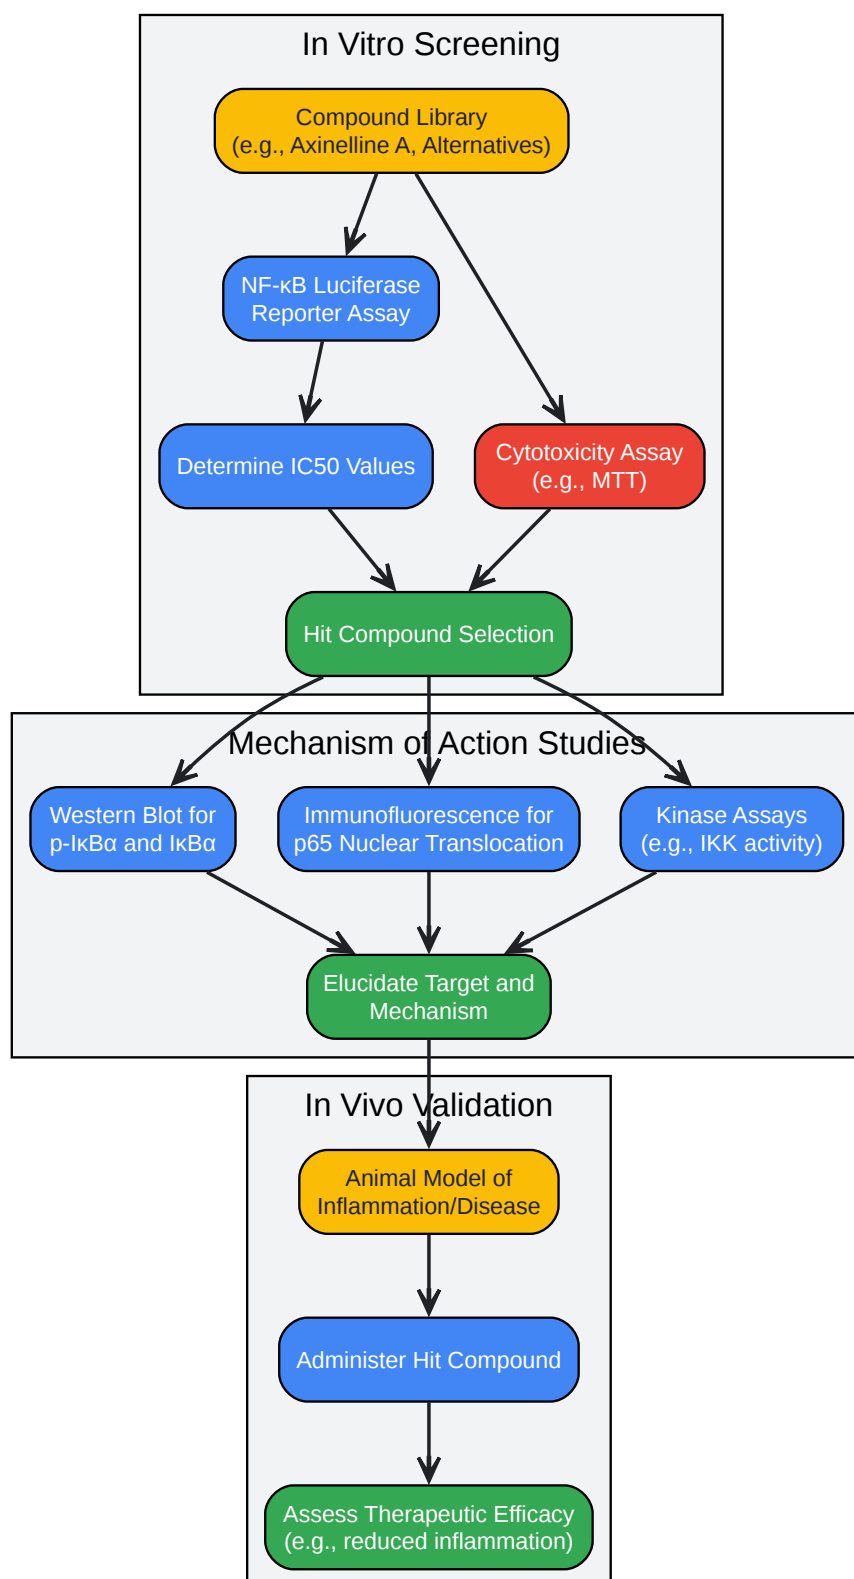 In Vitro Screening
Compound Library
(e.g., Axinelline A, Alternatives)
NF-κB Luciferase
Reporter Assay
Determine IC50 Values
Cytotoxicity Assay
(e.g., MTT)
Hit Compound Selection
Mechanism of Action Studies
Western Blot for
p-IκBα and IκBα
Immunofluorescence for
p65 Nuclear Translocation
Kinase Assays
(e.g., IKK activity)
Elucidate Target and
Mechanism
In Vivo Validation
Animal Model of
Inflammation/Disease
Administer Hit Compound
Assess Therapeutic Efficacy
(e.g., reduced inflammation)